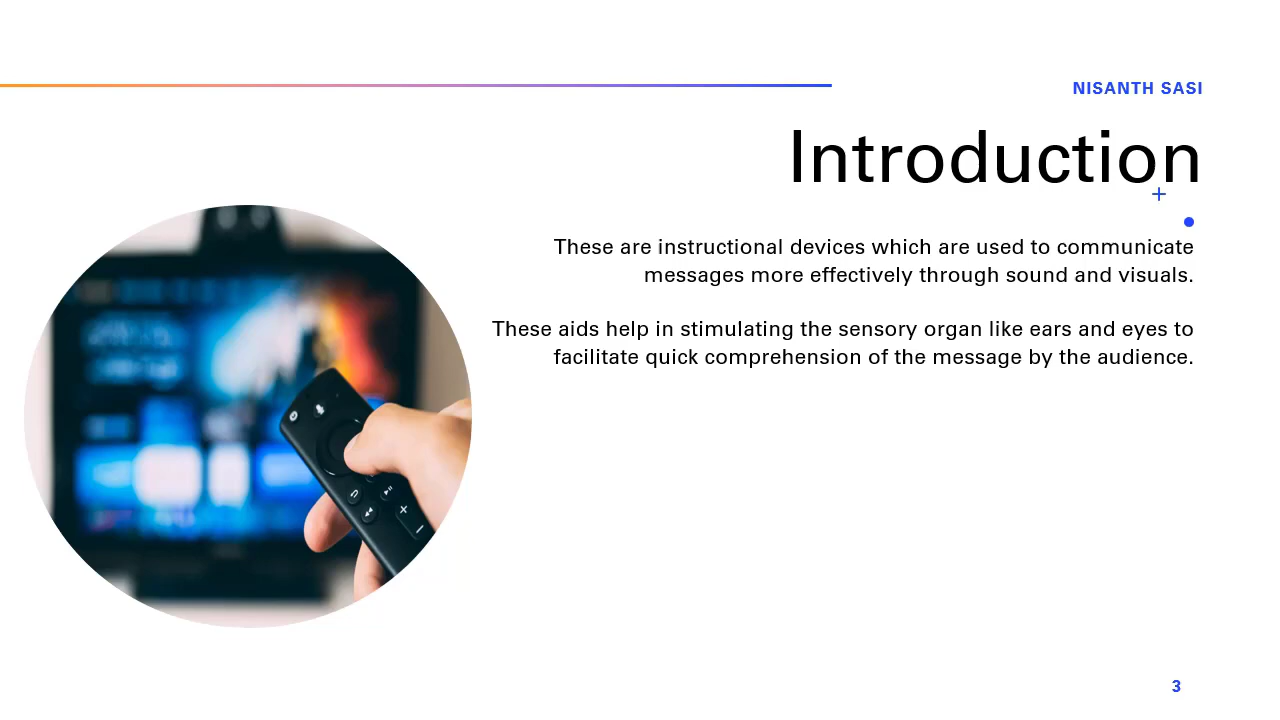 NISANTH SASI
Introduction
These are instructional devices which are used to communicate
messages more effectively through sound and visuals.
These aids help in stimulating the sensory organ like ears and eyes to
facilitate quick comprehension of the message by the audience.
3